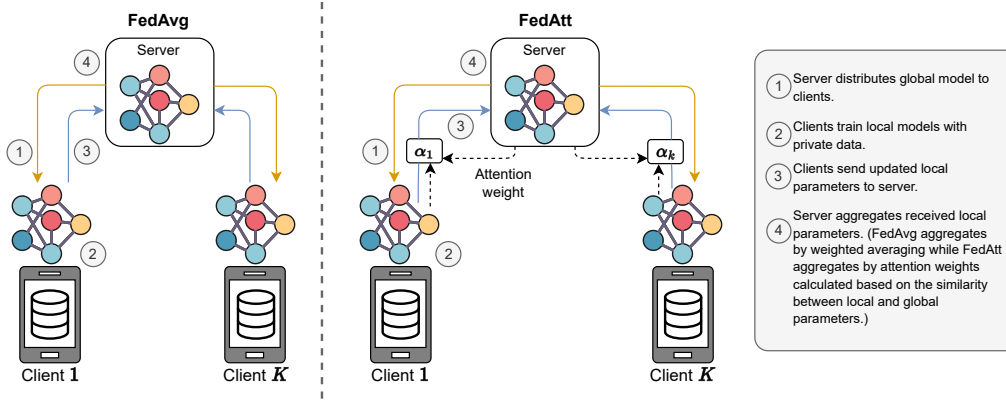 FedAvg
Server
4
1
3
2
Client 1
Client K
FedAtt
Server
4
3
1
α1
αk
Attention
weight
2
Client 1
Client K
1 Server distributes global model to
clients.
2 Clients train local models with
private data.
3 Clients send updated local
parameters to server.
4 Server aggregates received local
parameters. (FedAvg aggregates
by weighted averaging while FedAtt
aggregates by attention weights
calculated based on the similarity
between local and global
parameters.)